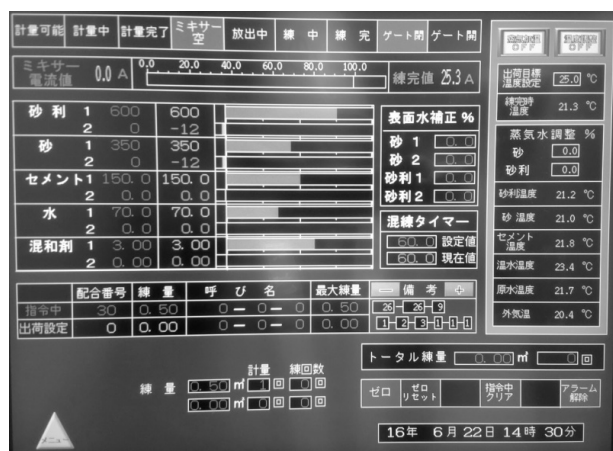 計量可能 計量中 計量完了 ミキサー空 放出中 練 中 練 完 ゲート閉 ゲート開
ミキサー電流値 0.0 A 0.0 20.0 40.0 60.0 80.0 100.0 練完値 25.3 A
砂 利 1 600 600
2 0 -12
砂 1 350 350
2 0 -12
セメント1 150.0 150.0
2 0.0 0.0
水 1 70.0 70.0
2 0.0 0.0
混和剤 1 3.00 3.00
2 0.00 0.00
表面水補正 %
砂 1 0.0
砂 2 0.0
砂利1 0.0
砂利2 0.0
混練タイマー
60.0 設定値
60.0 現在値
配合番号 練 量 呼 び 名 最大練量 － 備 考 ＋
指令中 30 0.50 0 － 0 － 0 0.50 26－26－9
出荷設定 0 0.00 0 － 0 － 0 0.00 1－2－3－1－1－1
計量 練回数
練 量 0.50 ㎥ 1 回 0 回
0.00 ㎥ 0 回 0 回
トータル練量 0.00 ㎥ 0 回
ゼロ ゼロリセット 指令中クリア アラーム解除
メニュー
16年 6月 22日 14時 30分
OFF OFF
出荷目標温度設定 25.0 ℃
練完時温度 21.3 ℃
蒸気水調整 %
砂 0.0
砂利 0.0
砂利温度 21.2 ℃
砂 温度 21.0 ℃
セメント温度 21.8 ℃
温水温度 23.4 ℃
原水温度 21.7 ℃
外気温 20.4 ℃